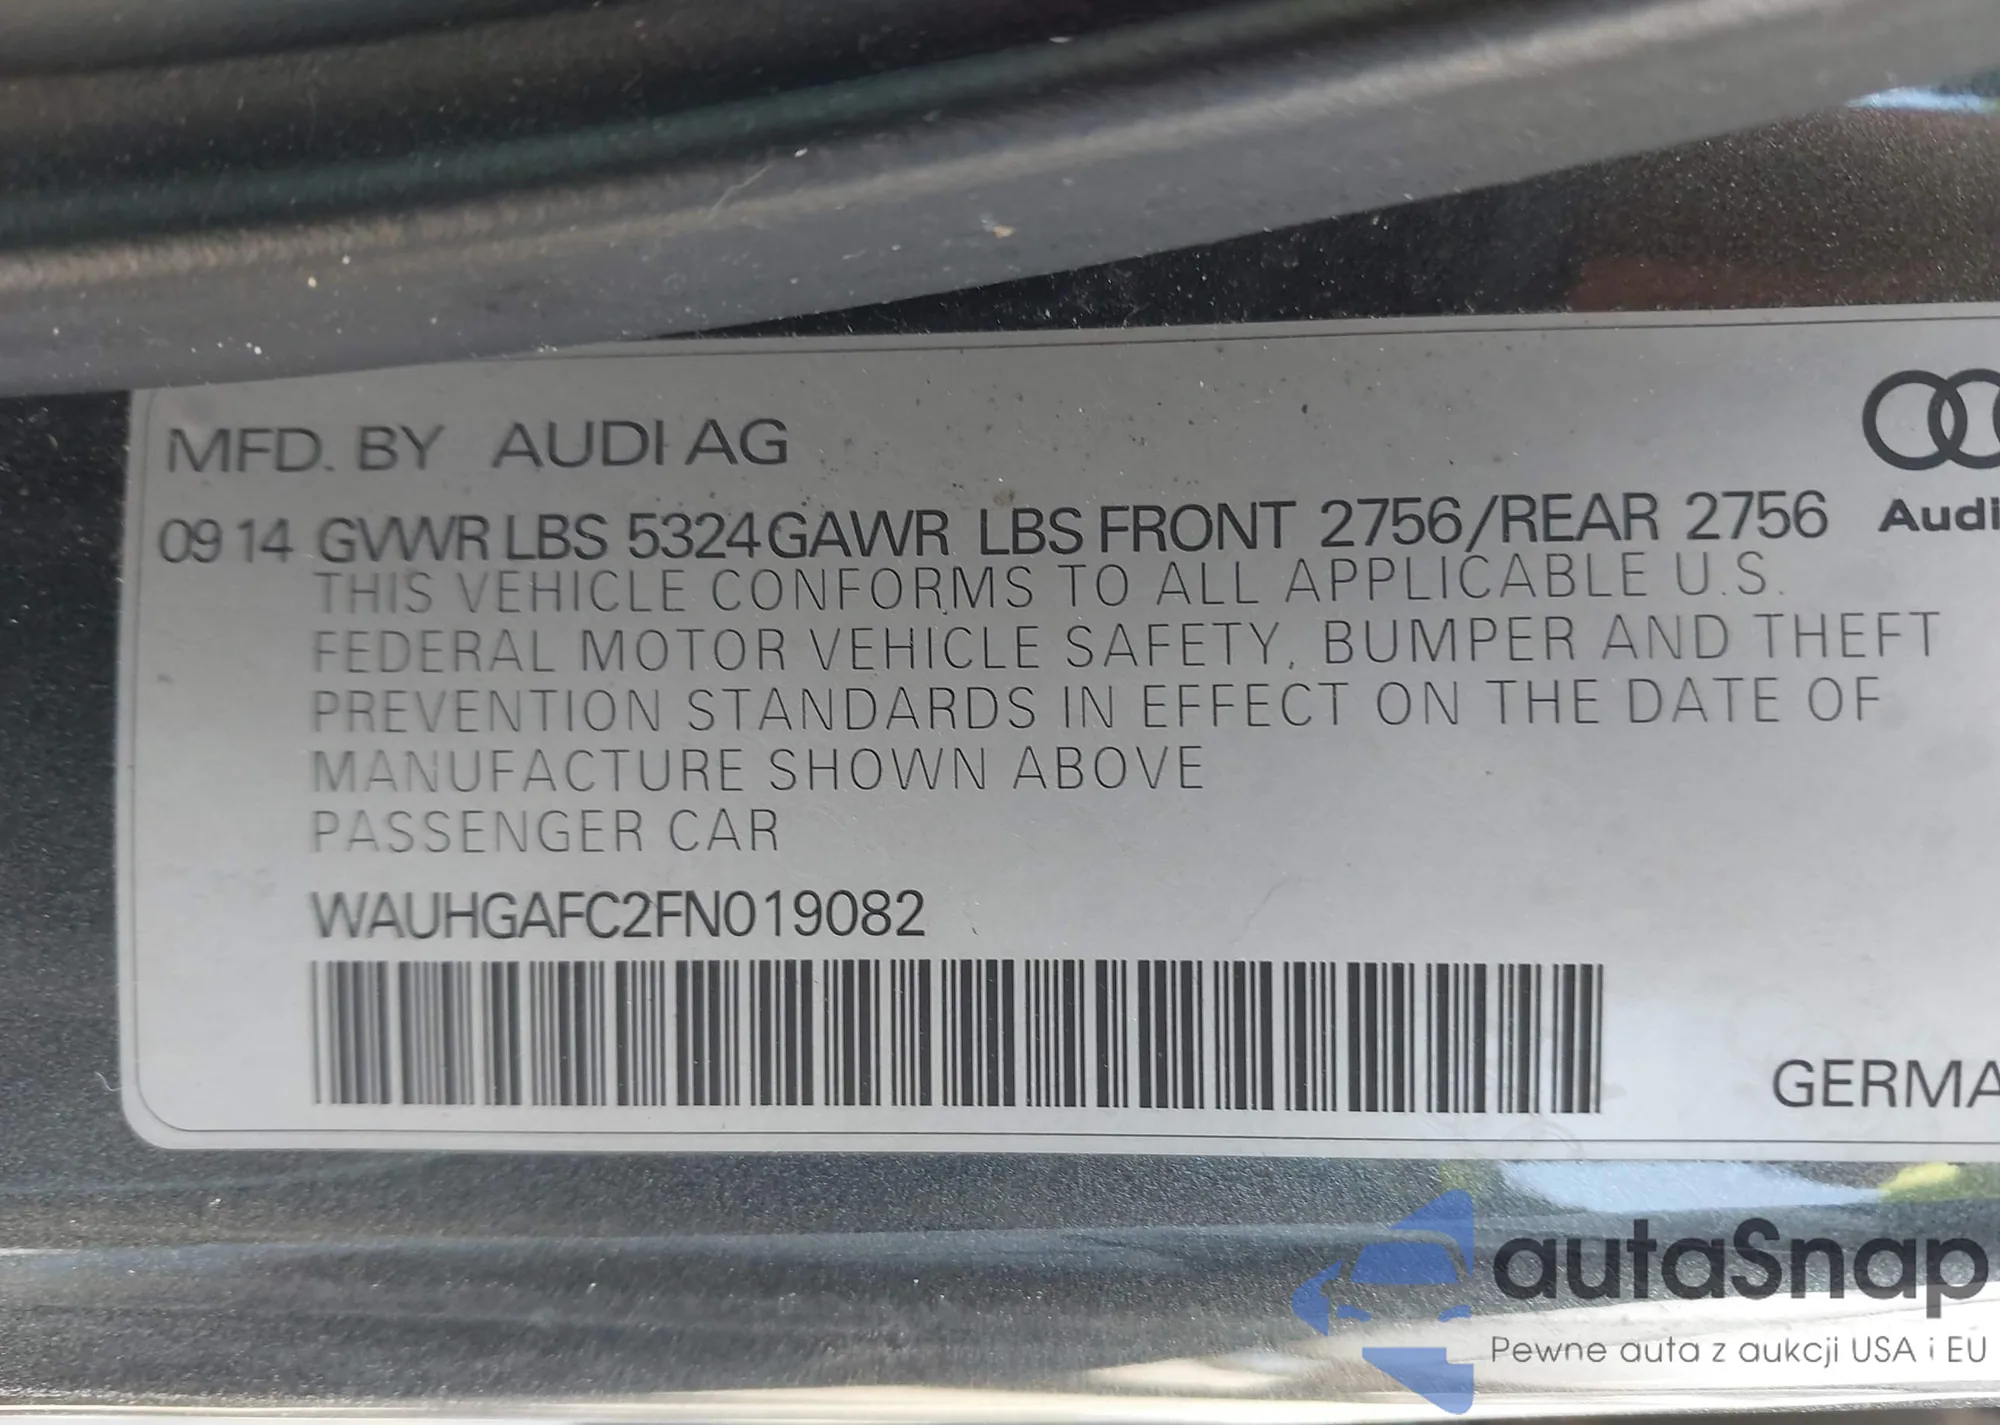 MFD. BY AUDI AG
09 14 GVWR LBS 5324 GAWR LBS FRONT 2756/REAR 2756
Audi
THIS VEHICLE CONFORMS TO ALL APPLICABLE U.S.
FEDERAL MOTOR VEHICLE SAFETY, BUMPER AND THEFT
PREVENTION STANDARDS IN EFFECT ON THE DATE OF
MANUFACTURE SHOWN ABOVE
PASSENGER CAR
WAUHGAFC2FN019082
GERMA
autaSnap
Pewne auta z aukcji USA i EU